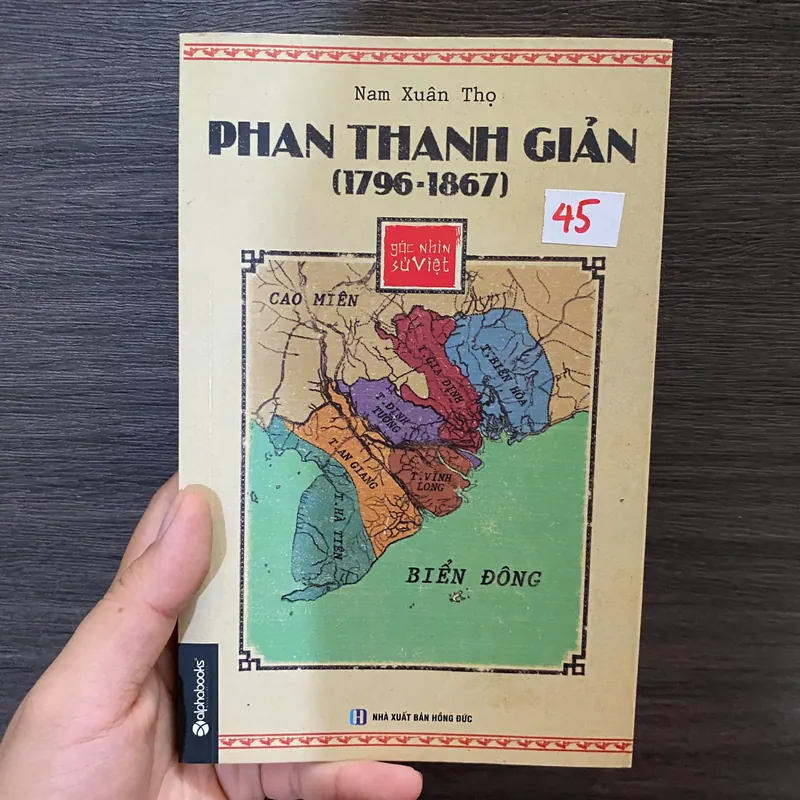 Nam Xuân Thọ
PHAN THANH GIẢN
(1796-1867)
45
góc nhìn
sử việt
CAO MIÊN
T. GIA ĐỊNH
T. BIÊN HÒA
T. ĐỊNH
TƯỜNG
T. AN GIANG
T. VĨNH
LONG
T. HÀ TIÊN
BIỂN ĐÔNG
alphabooks
NHÀ XUẤT BẢN HỒNG ĐỨC